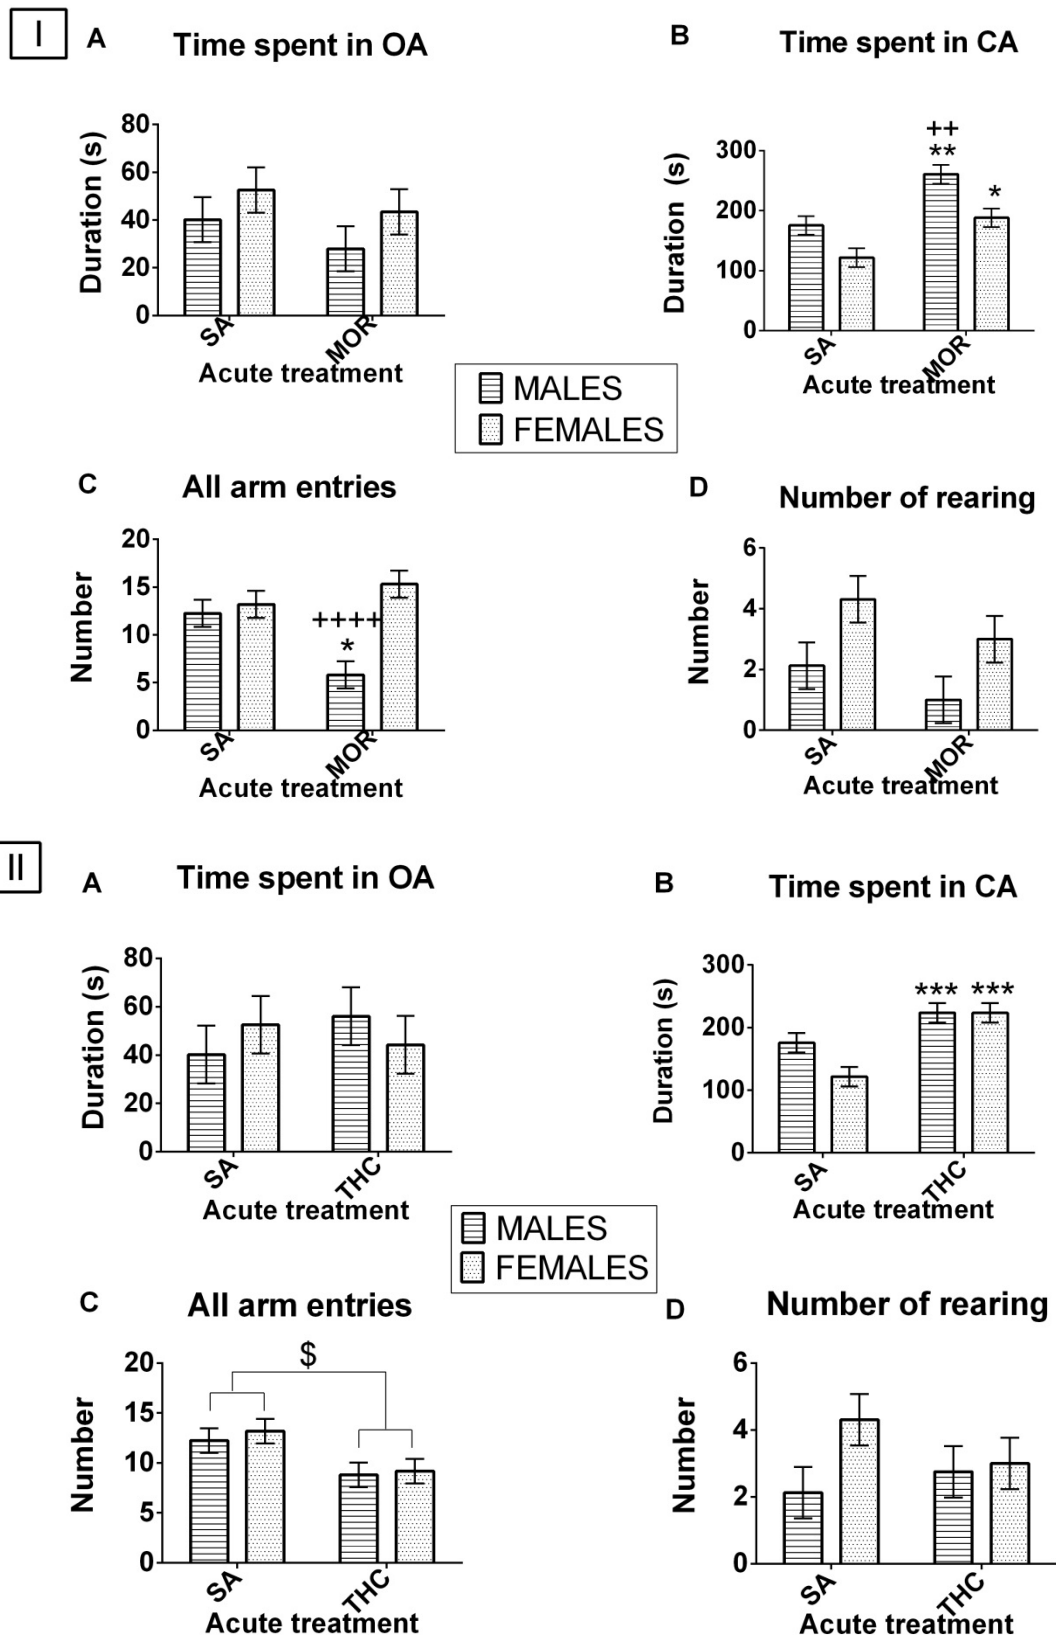 I
A Time spent in OA
B Time spent in CA
Duration (s)
80
60
40
20
0
SA
MOR
Acute treatment
Duration (s)
300
200
100
0
++
**
*
SA
MOR
Acute treatment
MALES
FEMALES
C All arm entries
D Number of rearing
Number
20
15
10
5
0
++++
*
SA
MOR
Acute treatment
Number
6
4
2
0
SA
MOR
Acute treatment
II
A Time spent in OA
B Time spent in CA
Duration (s)
80
60
40
20
0
SA
THC
Acute treatment
Duration (s)
300
200
100
0
*** ***
SA
THC
Acute treatment
MALES
FEMALES
C All arm entries
D Number of rearing
Number
20
15
10
5
0
$
SA
THC
Acute treatment
Number
6
4
2
0
SA
THC
Acute treatment